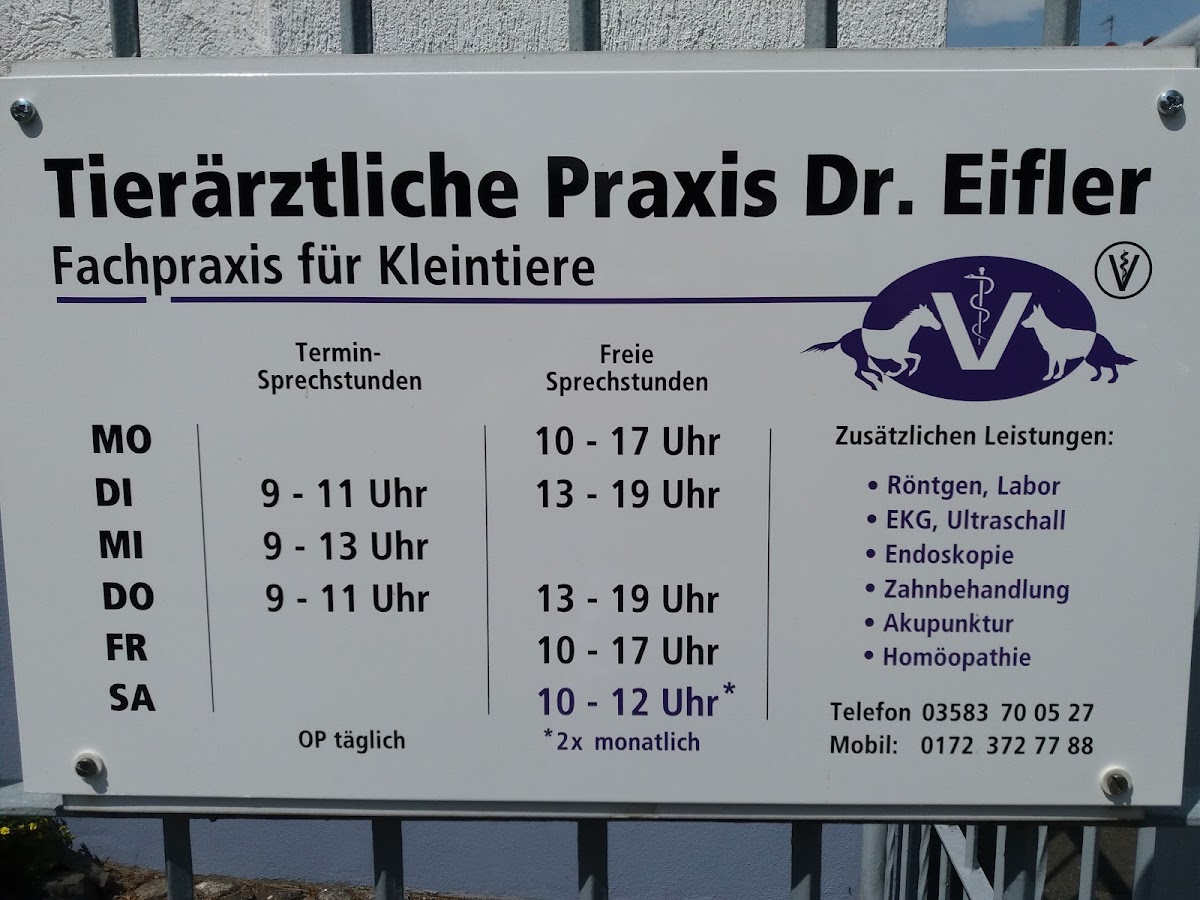 Tierärztliche Praxis Dr. Eifler
Fachpraxis für Kleintiere
V
V
Termin-
Sprechstunden
Freie
Sprechstunden
MO 10 - 17 Uhr
DI 9 - 11 Uhr 13 - 19 Uhr
MI 9 - 13 Uhr
DO 9 - 11 Uhr 13 - 19 Uhr
FR 10 - 17 Uhr
SA 10 - 12 Uhr*
OP täglich
*2x monatlich
Zusätzlichen Leistungen:
• Röntgen, Labor
• EKG, Ultraschall
• Endoskopie
• Zahnbehandlung
• Akupunktur
• Homöopathie
Telefon 03583 70 05 27
Mobil: 0172 372 77 88